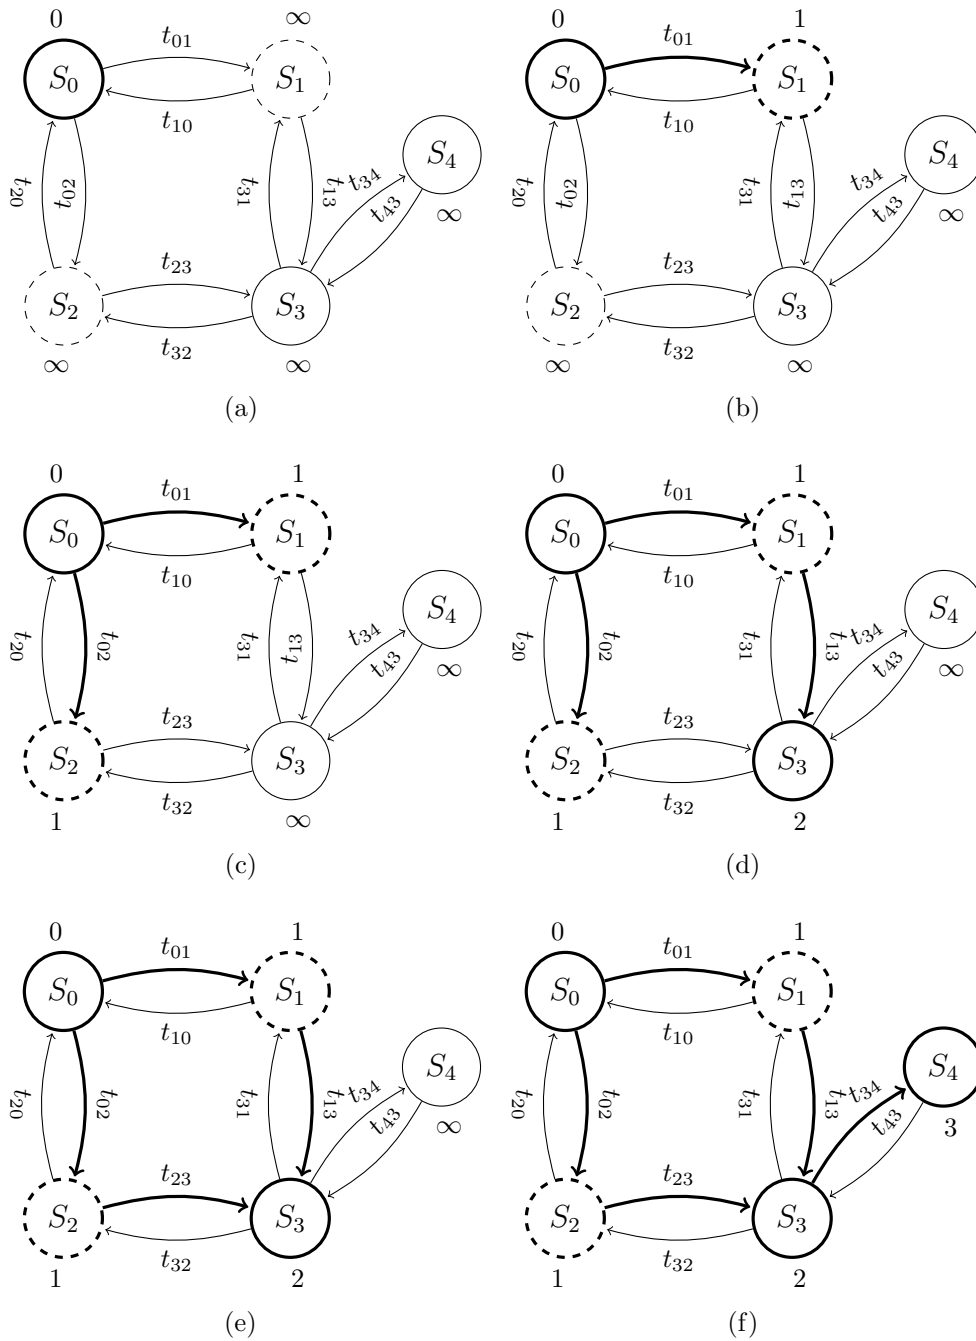 0 ∞ 0 1
t₀₁ t₀₁
S₀ S₁ S₀ S₁
t₁₀ t₁₀
S₄ S₄
t₂₀ t₀₂ t₃₁ t₁₃ t₃₄ t₂₀ t₀₂ t₃₁ t₁₃ t₃₄
t₄₃ ∞ t₄₃ ∞
t₂₃ t₂₃
S₂ S₃ S₂ S₃
t₃₂ t₃₂
∞ ∞ ∞ ∞
(a) (b)
0 1 0 1
t₀₁ t₀₁
S₀ S₁ S₀ S₁
t₁₀ t₁₀
S₄ S₄
t₂₀ t₀₂ t₃₁ t₁₃ t₃₄ t₂₀ t₀₂ t₃₁ t₁₃ t₃₄
t₄₃ ∞ t₄₃ ∞
t₂₃ t₂₃
S₂ S₃ S₂ S₃
t₃₂ t₃₂
1 ∞ 1 2
(c) (d)
0 1 0 1
t₀₁ t₀₁
S₀ S₁ S₀ S₁
t₁₀ t₁₀
S₄ S₄
t₂₀ t₀₂ t₃₁ t₁₃ t₃₄ t₂₀ t₀₂ t₃₁ t₁₃ t₃₄
t₄₃ ∞ t₄₃ 3
t₂₃ t₂₃
S₂ S₃ S₂ S₃
t₃₂ t₃₂
1 2 1 2
(e) (f)